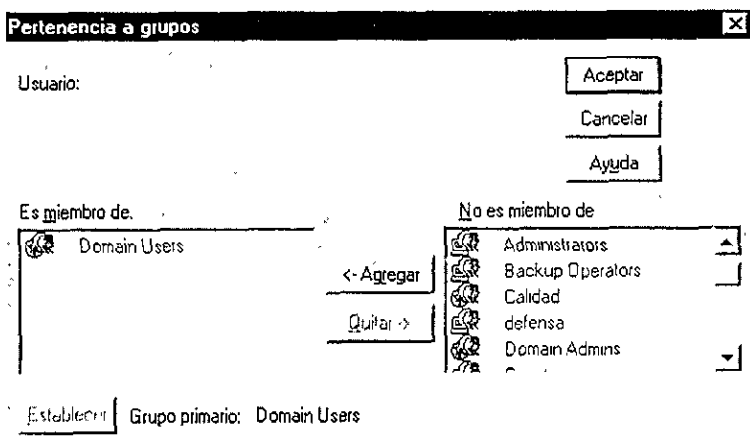 Pertenencia a grupos
Usuario:
Aceptar
Cancelar
Ayuda
Es miembro de.
No es miembro de
Domain Users
<- Agregar
Quitar ->
Administrators
Backup Operators
Calidad
defensa
Domain Admins
Establecer
Grupo primario: Domain Users